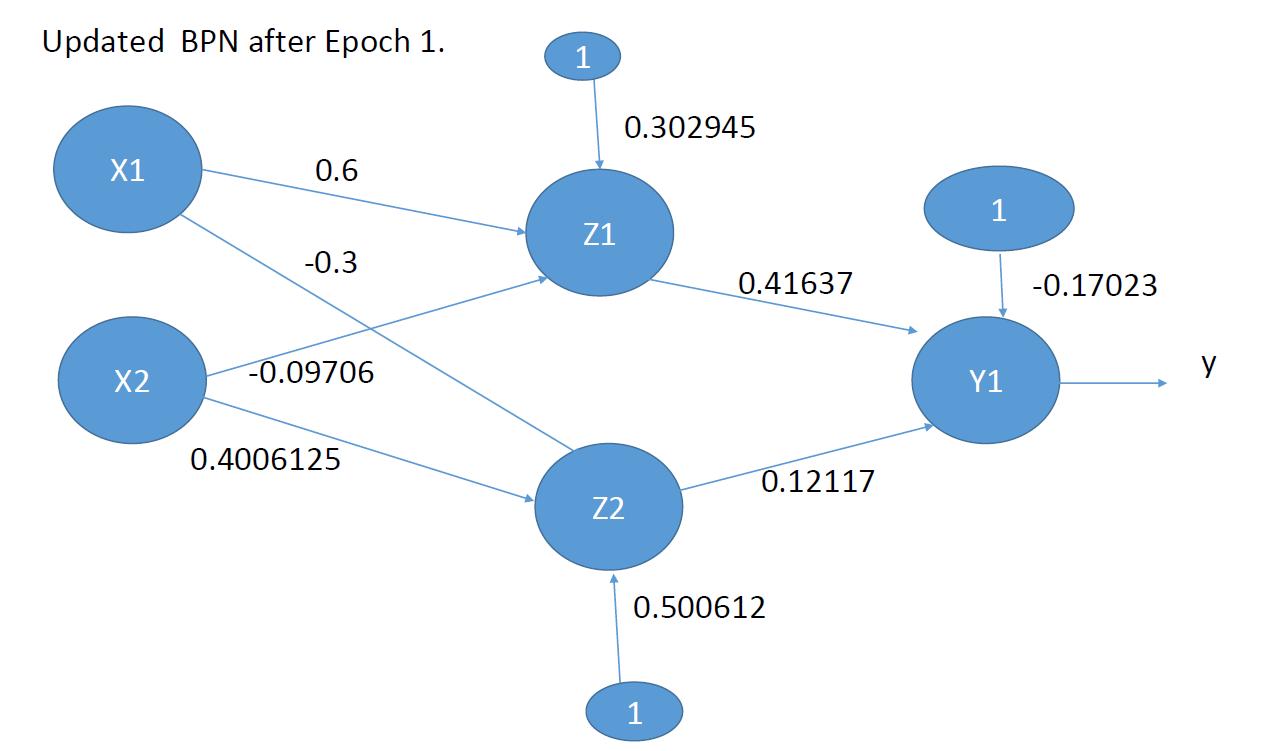 Updated  BPN after Epoch 1.
1
0.302945
X1
0.6
1
Z1
-0.3
0.41637
-0.17023
X2
-0.09706
Y1
y
0.4006125
0.12117
Z2
0.500612
1